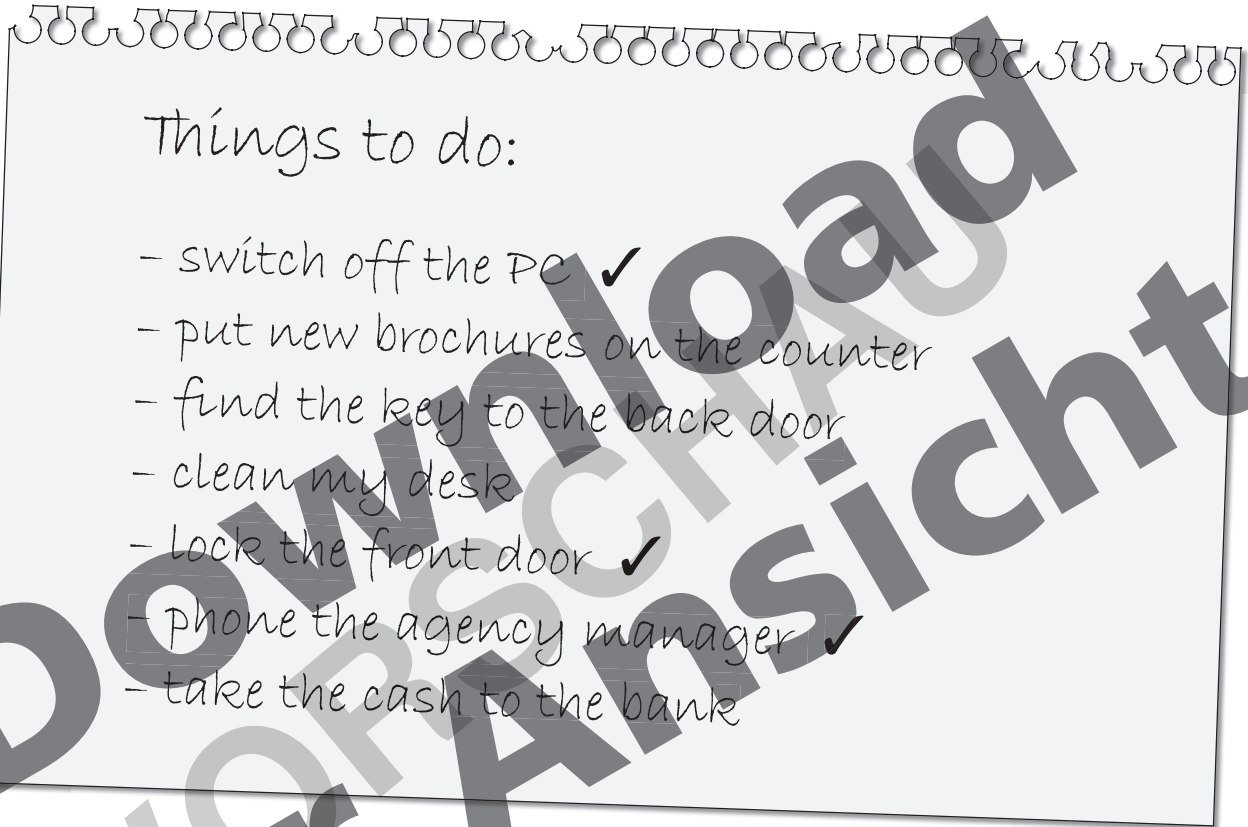 Things to do:
- switch off the PC ✓
- put new brochures on the counter
- find the key to the back door
- clean my desk
- lock the front door ✓
- phone the agency manager ✓
- take the cash to the bank
Download
VORSCHAU
zur Ansicht